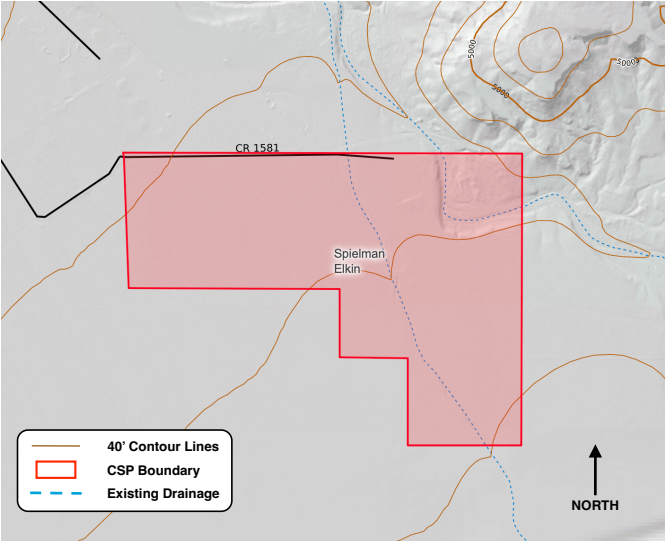 5000
5000
5000
CR 1581
Spielman
Elkin
40' Contour Lines
CSP Boundary
Existing Drainage
NORTH